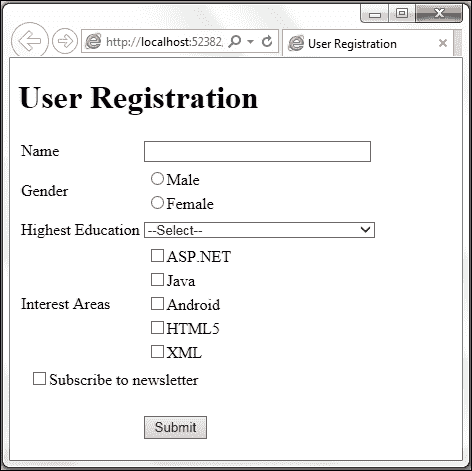 http://localhost:52382,
User Registration
User Registration
Name
Gender
Male
Female
Highest Education
--Select--
Interest Areas
ASP.NET
Java
Android
HTML5
XML
Subscribe to newsletter
Submit